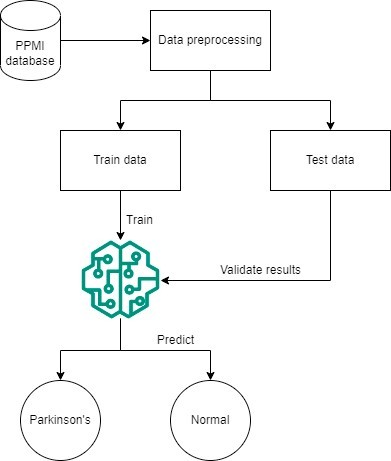 PPMI
database
Data preprocessing
Train data
Test data
Train
Validate results
Predict
Parkinson's
Normal